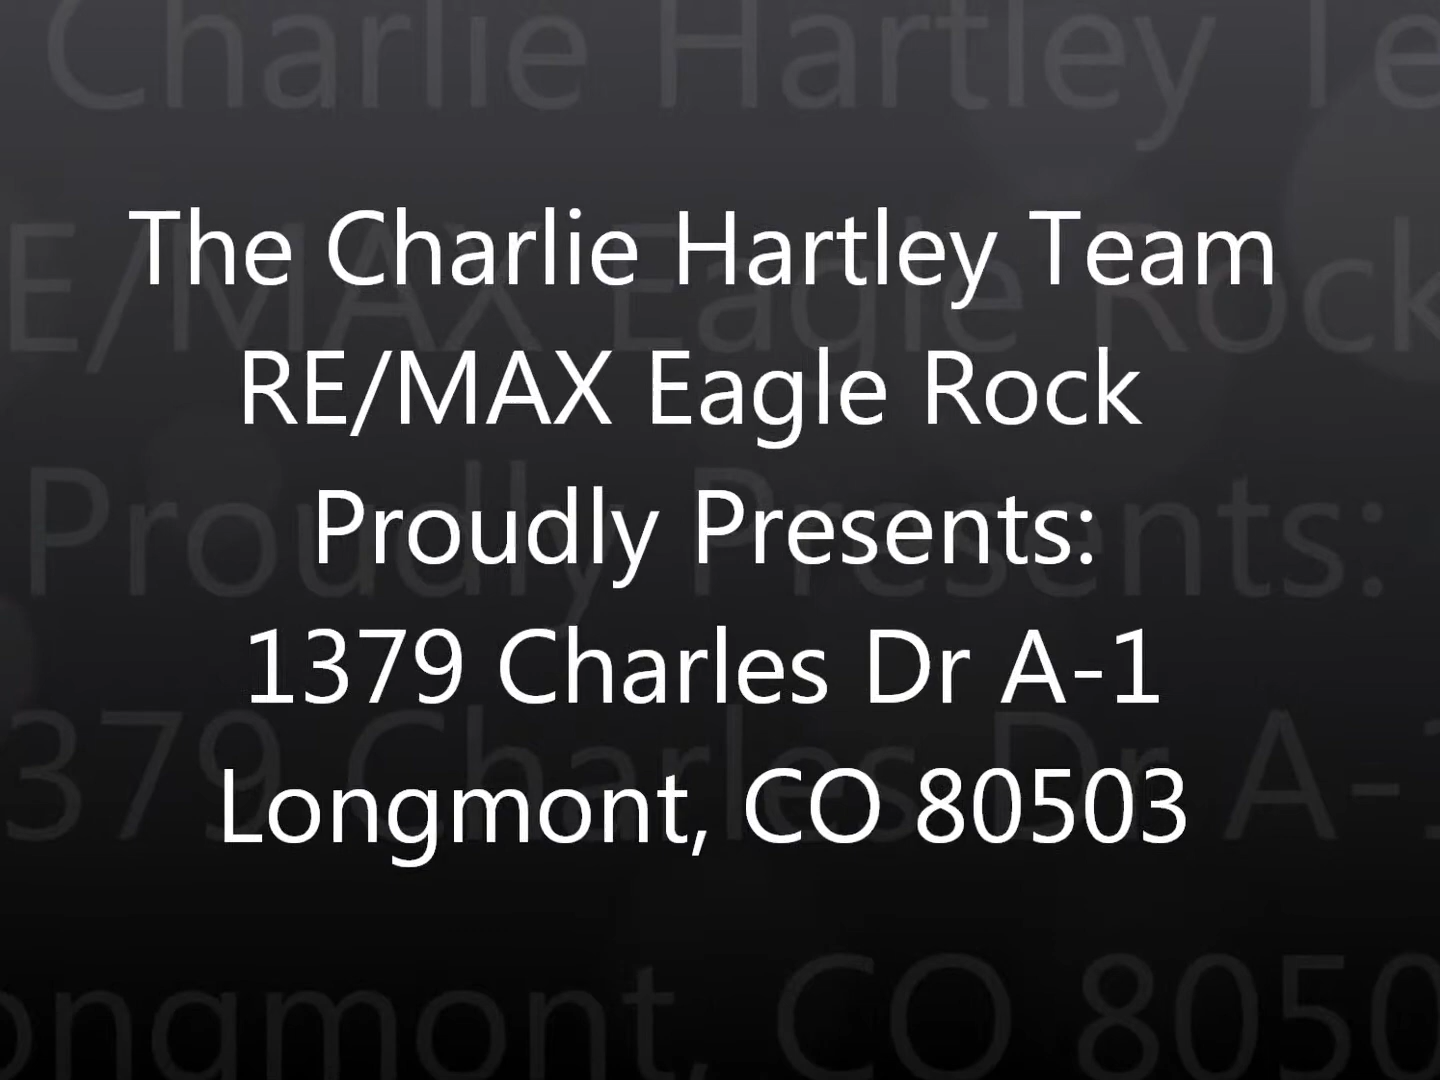 The Charlie Hartley Team
RE/MAX Eagle Rock
Proudly Presents:
1379 Charles Dr A-1
Longmont, CO 80503